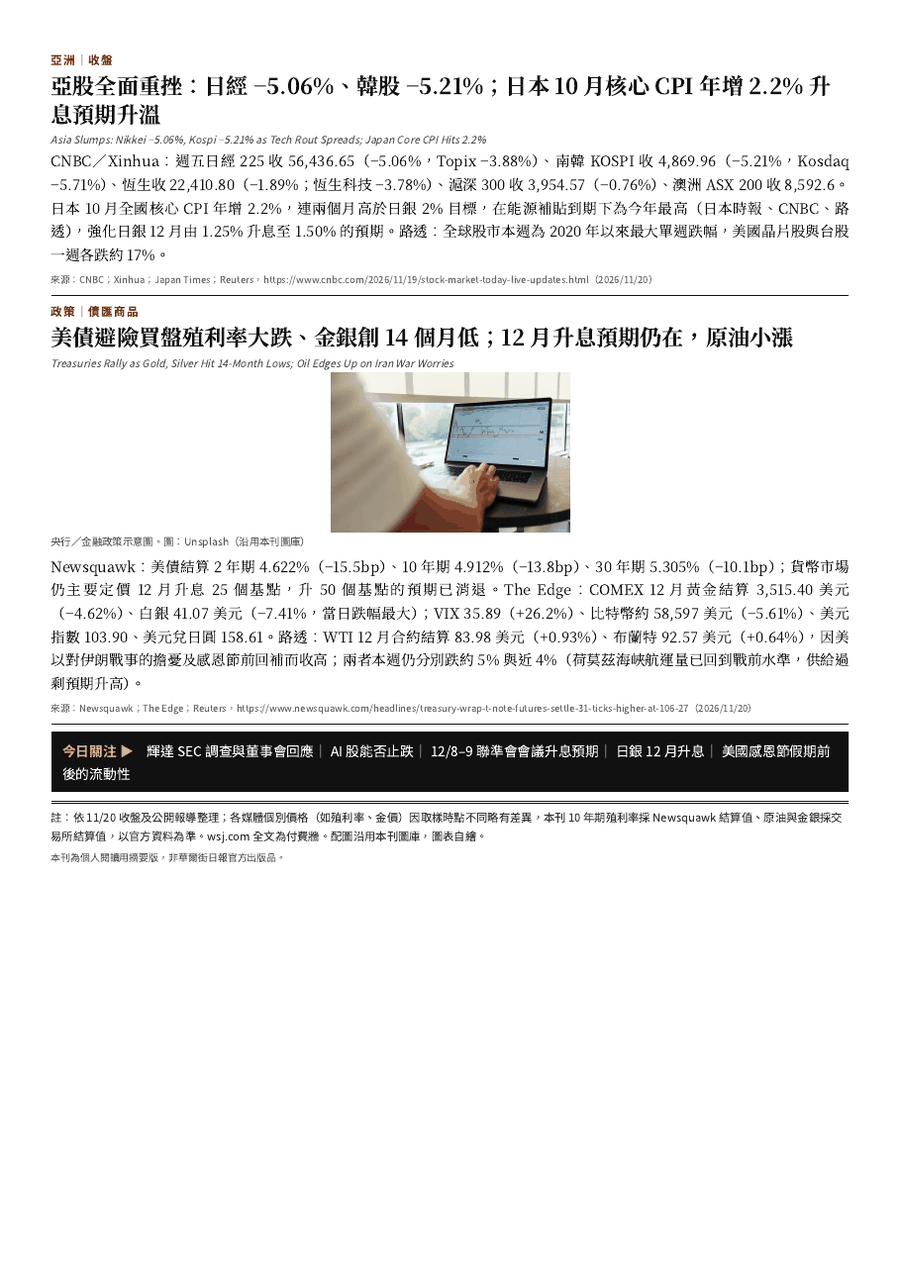 亞洲｜收盤
亞股全面重挫：日經 −5.06%、韓股 −5.21%；日本 10 月核心 CPI 年增 2.2% 升
息預期升溫
Asia Slumps: Nikkei −5.06%, Kospi −5.21% as Tech Rout Spreads; Japan Core CPI Hits 2.2%
CNBC／Xinhua：週五日經 225 收 56,436.65（−5.06%，Topix −3.88%）、南韓 KOSPI 收 4,869.96（−5.21%，Kosdaq
−5.71%）、恆生收 22,410.80（−1.89%；恆生科技 −3.78%）、滬深 300 收 3,954.57（−0.76%）、澳洲 ASX 200 收 8,592.6。
日本 10 月全國核心 CPI 年增 2.2%，連兩個月高於日銀 2% 目標，在能源補貼到期下為今年最高（日本時報、CNBC、路
透），強化日銀 12 月由 1.25% 升息至 1.50% 的預期。路透：全球股市本週為 2020 年以來最大單週跌幅，美國晶片股與台股
一週各跌約 17%。
來源：CNBC；Xinhua；Japan Times；Reuters，https://www.cnbc.com/2026/11/19/stock-market-today-live-updates.html（2026/11/20）
政策｜債匯商品
美債避險買盤殖利率大跌、金銀創 14 個月低；12 月升息預期仍在，原油小漲
Treasuries Rally as Gold, Silver Hit 14-Month Lows; Oil Edges Up on Iran War Worries
央行／金融政策示意圖。圖：Unsplash（沿用本刊圖庫）
Newsquawk：美債結算 2 年期 4.622%（−15.5bp）、10 年期 4.912%（−13.8bp）、30 年期 5.305%（−10.1bp）；貨幣市場
仍主要定價 12 月升息 25 個基點，升 50 個基點的預期已消退。The Edge：COMEX 12 月黃金結算 3,515.40 美元
（−4.62%）、白銀 41.07 美元（−7.41%，當日跌幅最大）；VIX 35.89（+26.2%）、比特幣約 58,597 美元（−5.61%）、美元
指數 103.90、美元兌日圓 158.61。路透：WTI 12 月合約結算 83.98 美元（+0.93%）、布蘭特 92.57 美元（+0.64%），因美
以對伊朗戰事的擔憂及感恩節前回補而收高；兩者本週仍分別跌約 5% 與近 4%（荷莫茲海峽航運量已回到戰前水準，供給過
剩預期升高）。
來源：Newsquawk；The Edge；Reuters，https://www.newsquawk.com/headlines/treasury-wrap-t-note-futures-settle-31-ticks-higher-at-106-27（2026/11/20）
今日關注 ▶ 輝達 SEC 調查與董事會回應｜ AI 股能否止跌｜ 12/8–9 聯準會會議升息預期｜ 日銀 12 月升息｜ 美國感恩節假期前
後的流動性
註：依 11/20 收盤及公開報導整理；各媒體個別價格（如殖利率、金價）因取樣時點不同略有差異，本刊 10 年期殖利率採 Newsquawk 結算值、原油與金銀採交
易所結算值，以官方資料為準。wsj.com 全文為付費牆。配圖沿用本刊圖庫，圖表自繪。
本刊為個人閱讀用摘要版，非華爾街日報官方出版品。